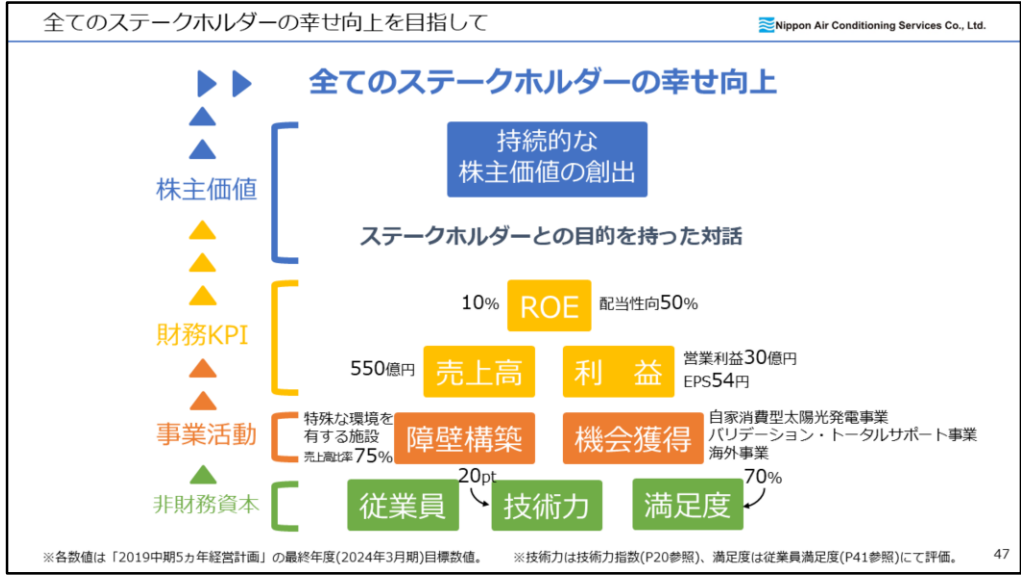 全てのステークホルダーの幸せ向上を目指して
Nippon Air Conditioning Services Co., Ltd.
全てのステークホルダーの幸せ向上
持続的な
株主価値の創出
株主価値
ステークホルダーとの目的を持った対話
10%
ROE
配当性向50%
財務KPI
550億円
売上高
利 益
営業利益30億円
EPS54円
事業活動
特殊な環境を
有する施設
売上高比率75%
障壁構築
機会獲得
自家消費型太陽光発電事業
バリデーション・トータルサポート事業
海外事業
20pt
70%
非財務資本
従業員
技術力
満足度
※各数値は「2019中期5ヵ年経営計画」の最終年度(2024年3月期)目標数値。
※技術力は技術力指数(P20参照)、満足度は従業員満足度(P41参照)にて評価。
47